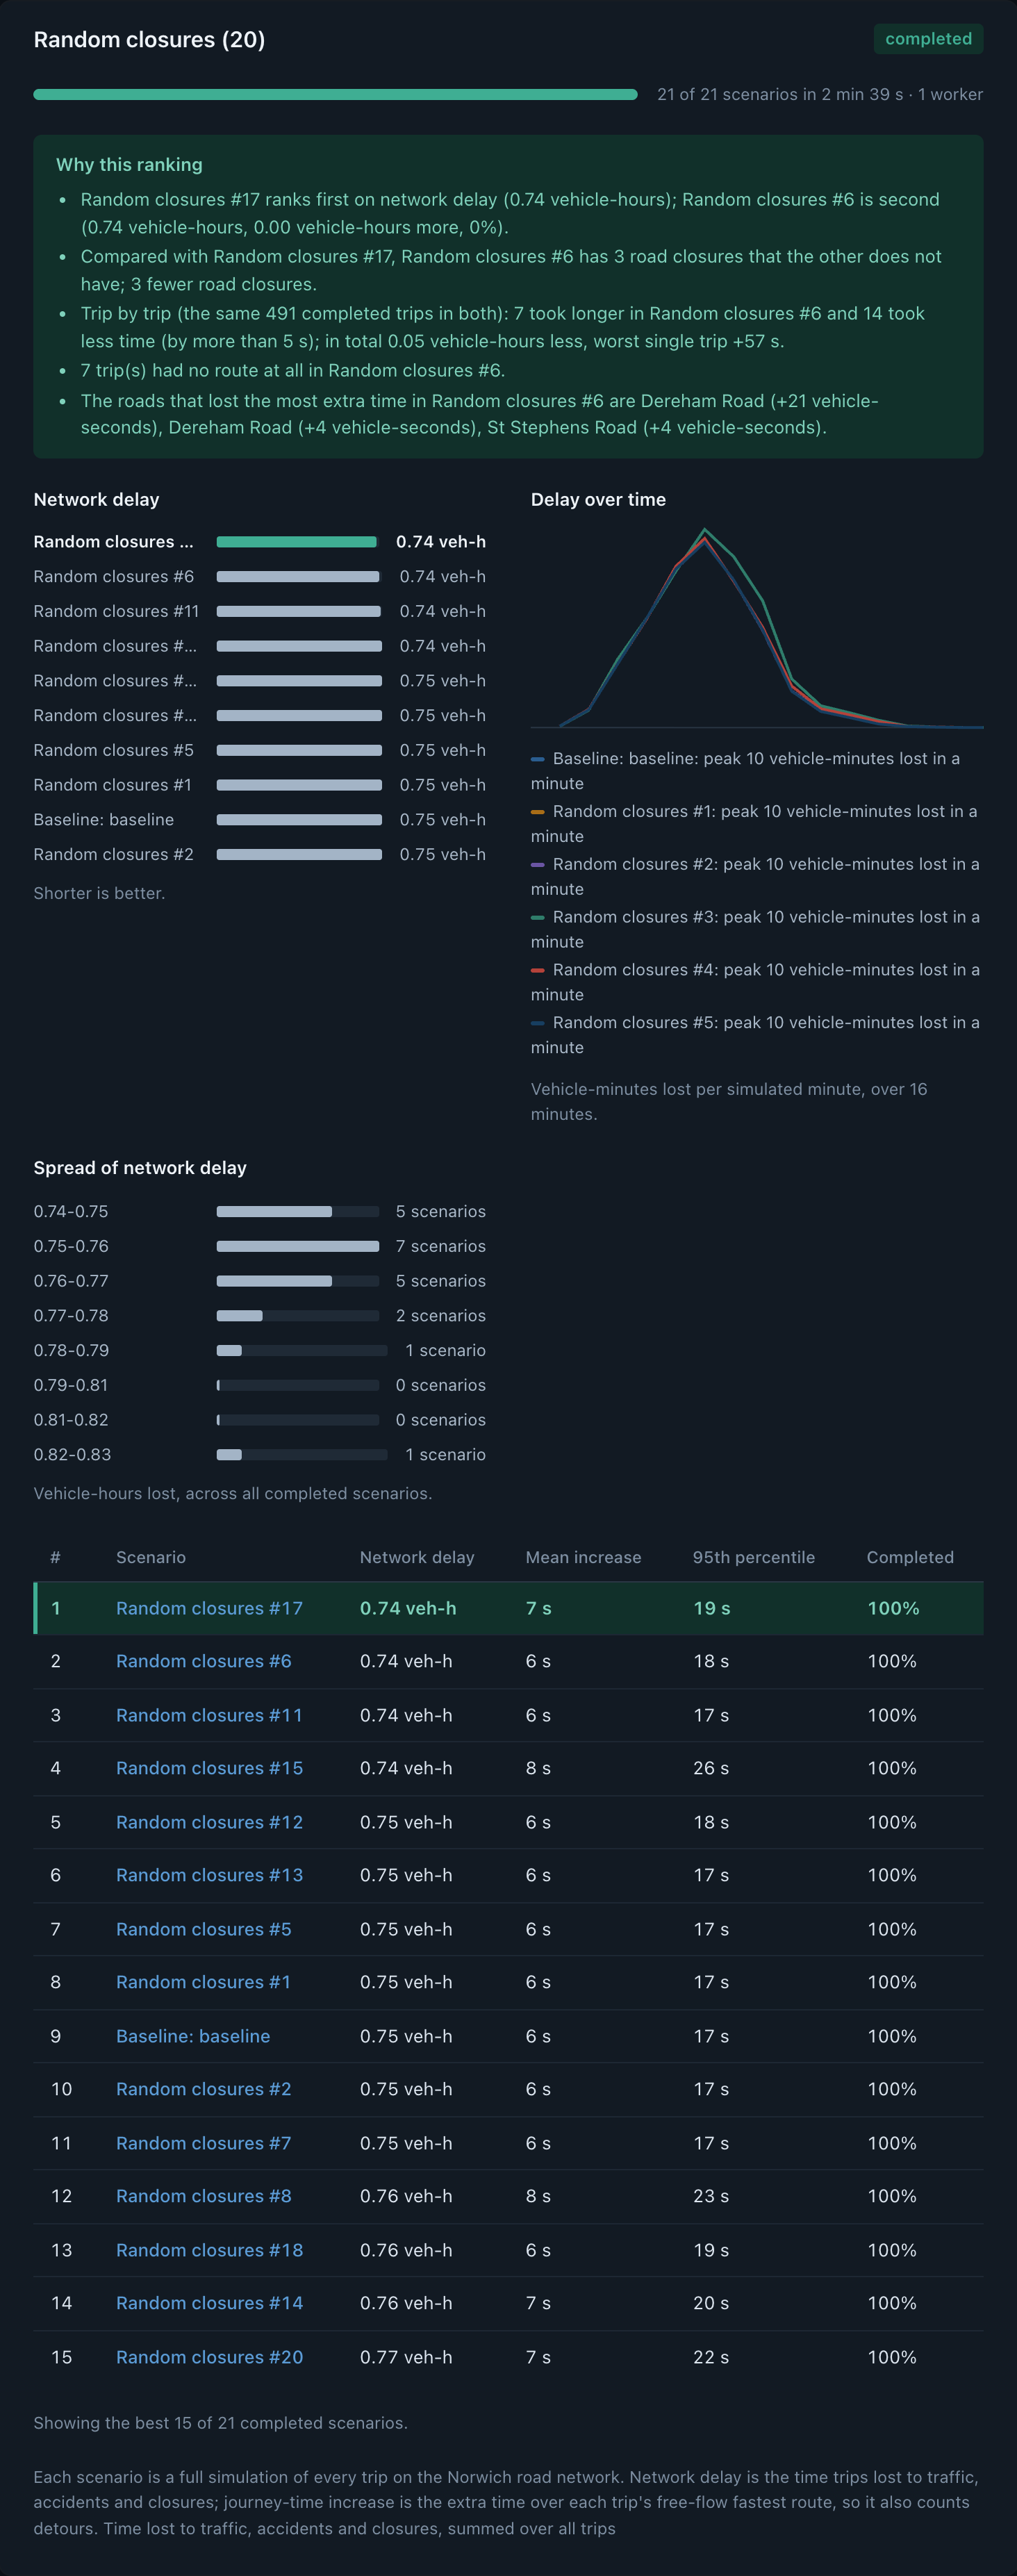 Random closures (20)
completed
21 of 21 scenarios in 2 min 39 s · 1 worker
Why this ranking
• Random closures #17 ranks first on network delay (0.74 vehicle-hours); Random closures #6 is second
(0.74 vehicle-hours, 0.00 vehicle-hours more, 0%).
• Compared with Random closures #17, Random closures #6 has 3 road closures that the other does not
have; 3 fewer road closures.
• Trip by trip (the same 491 completed trips in both): 7 took longer in Random closures #6 and 14 took
less time (by more than 5 s); in total 0.05 vehicle-hours less, worst single trip +57 s.
• 7 trip(s) had no route at all in Random closures #6.
• The roads that lost the most extra time in Random closures #6 are Dereham Road (+21 vehicle-
seconds), Dereham Road (+4 vehicle-seconds), St Stephens Road (+4 vehicle-seconds).
Network delay
Random closures ... 0.74 veh-h
Random closures #6 0.74 veh-h
Random closures #11 0.74 veh-h
Random closures #... 0.74 veh-h
Random closures #... 0.75 veh-h
Random closures #... 0.75 veh-h
Random closures #5 0.75 veh-h
Random closures #1 0.75 veh-h
Baseline: baseline 0.75 veh-h
Random closures #2 0.75 veh-h
Shorter is better.
Delay over time
Baseline: baseline: peak 10 vehicle-minutes lost in a
minute
Random closures #1: peak 10 vehicle-minutes lost in a
minute
Random closures #2: peak 10 vehicle-minutes lost in a
minute
Random closures #3: peak 10 vehicle-minutes lost in a
minute
Random closures #4: peak 10 vehicle-minutes lost in a
minute
Random closures #5: peak 10 vehicle-minutes lost in a
minute
Vehicle-minutes lost per simulated minute, over 16
minutes.
Spread of network delay
0.74-0.75 5 scenarios
0.75-0.76 7 scenarios
0.76-0.77 5 scenarios
0.77-0.78 2 scenarios
0.78-0.79 1 scenario
0.79-0.81 0 scenarios
0.81-0.82 0 scenarios
0.82-0.83 1 scenario
Vehicle-hours lost, across all completed scenarios.
# Scenario Network delay Mean increase 95th percentile Completed
1 Random closures #17 0.74 veh-h 7 s 19 s 100%
2 Random closures #6 0.74 veh-h 6 s 18 s 100%
3 Random closures #11 0.74 veh-h 6 s 17 s 100%
4 Random closures #15 0.74 veh-h 8 s 26 s 100%
5 Random closures #12 0.75 veh-h 6 s 18 s 100%
6 Random closures #13 0.75 veh-h 6 s 17 s 100%
7 Random closures #5 0.75 veh-h 6 s 17 s 100%
8 Random closures #1 0.75 veh-h 6 s 17 s 100%
9 Baseline: baseline 0.75 veh-h 6 s 17 s 100%
10 Random closures #2 0.75 veh-h 6 s 17 s 100%
11 Random closures #7 0.75 veh-h 6 s 17 s 100%
12 Random closures #8 0.76 veh-h 8 s 23 s 100%
13 Random closures #18 0.76 veh-h 6 s 19 s 100%
14 Random closures #14 0.76 veh-h 7 s 20 s 100%
15 Random closures #20 0.77 veh-h 7 s 22 s 100%
Showing the best 15 of 21 completed scenarios.
Each scenario is a full simulation of every trip on the Norwich road network. Network delay is the time trips lost to traffic,
accidents and closures; journey-time increase is the extra time over each trip's free-flow fastest route, so it also counts
detours. Time lost to traffic, accidents and closures, summed over all trips